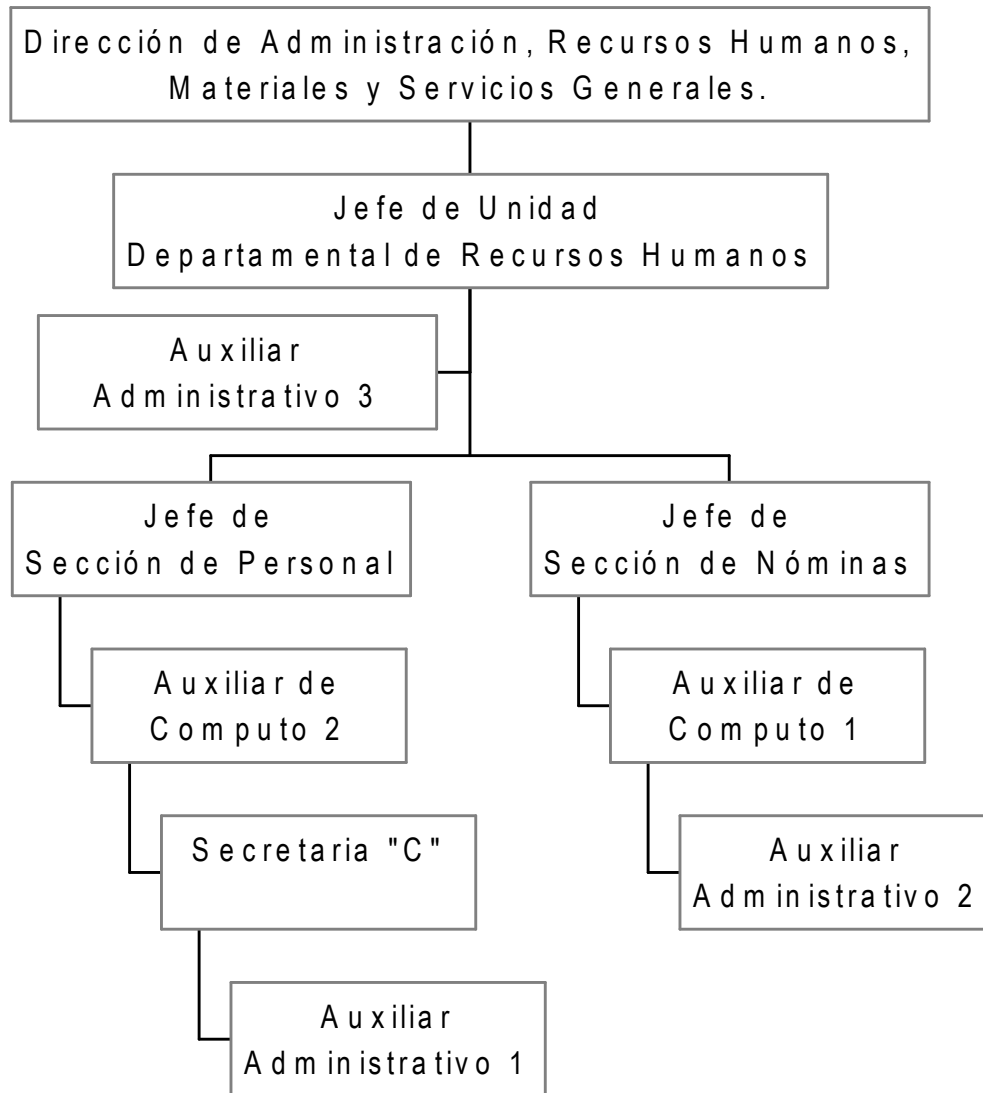 Dirección de Administración, Recursos Humanos,
Materiales y Servicios Generales.
Jefe de Unidad
Departamental de Recursos Humanos
Auxiliar
Administrativo 3
Jefe de
Sección de Personal
Jefe de
Sección de Nóminas
Auxiliar de
Computo 2
Auxiliar de
Computo 1
Secretaria "C"
Auxiliar
Administrativo 2
Auxiliar
Administrativo 1